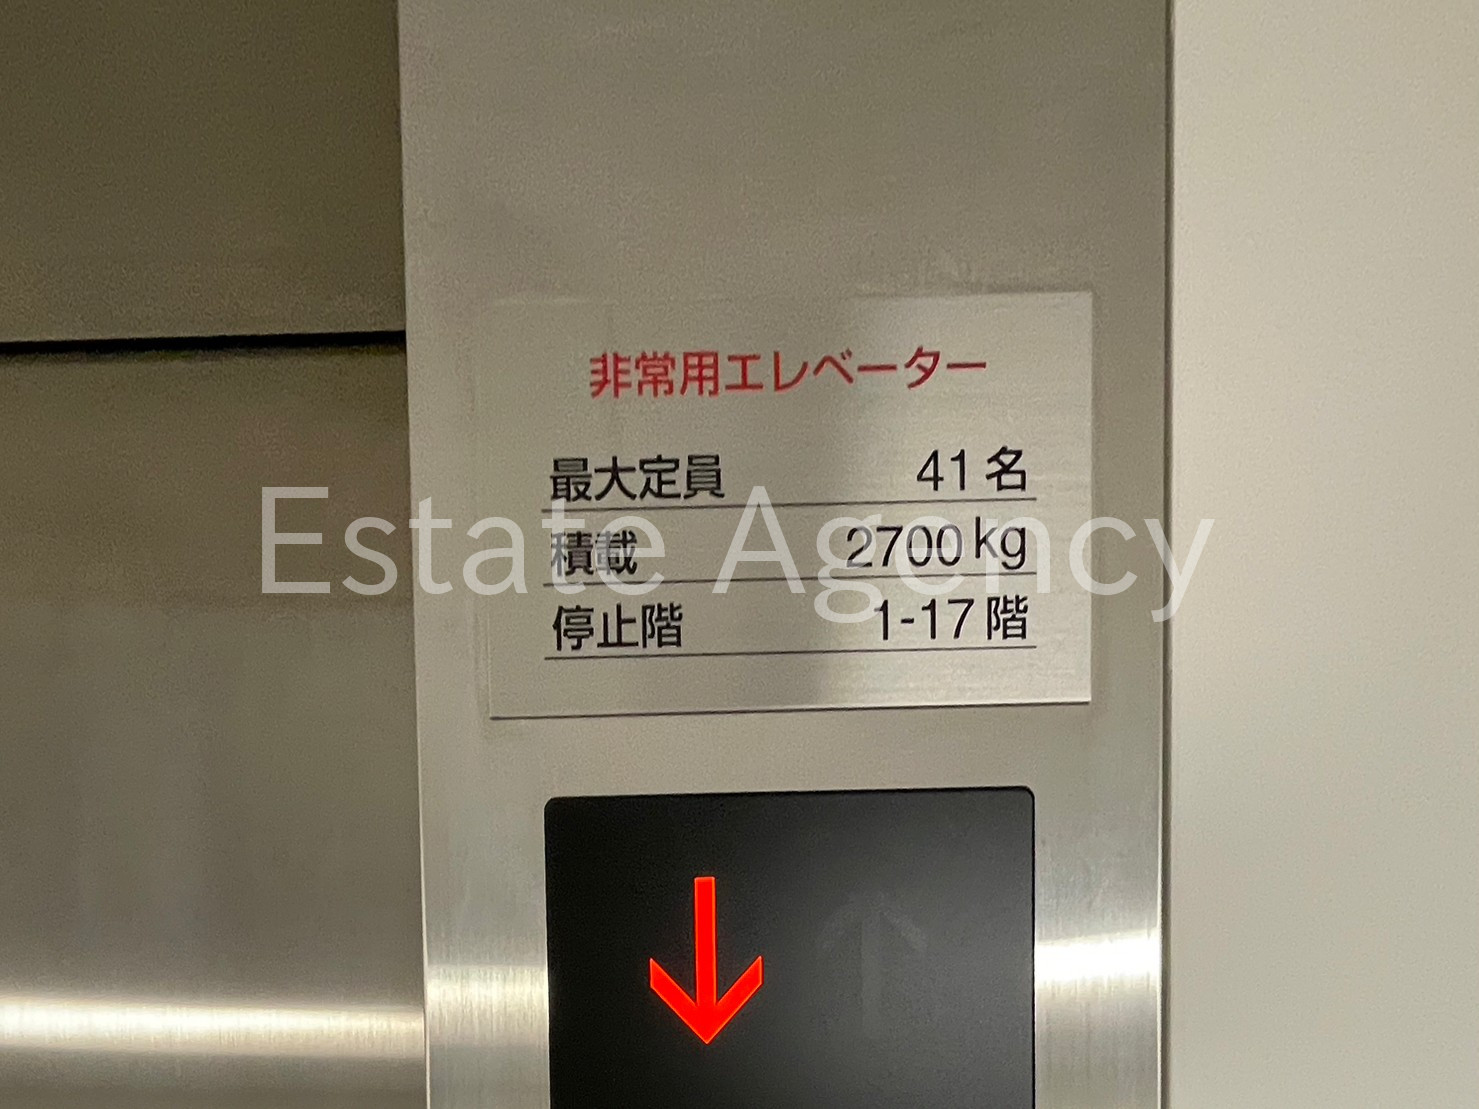 非常用エレベーター
最大定員 41名
積載 2700kg
停止階 1-17階
Estate Agency